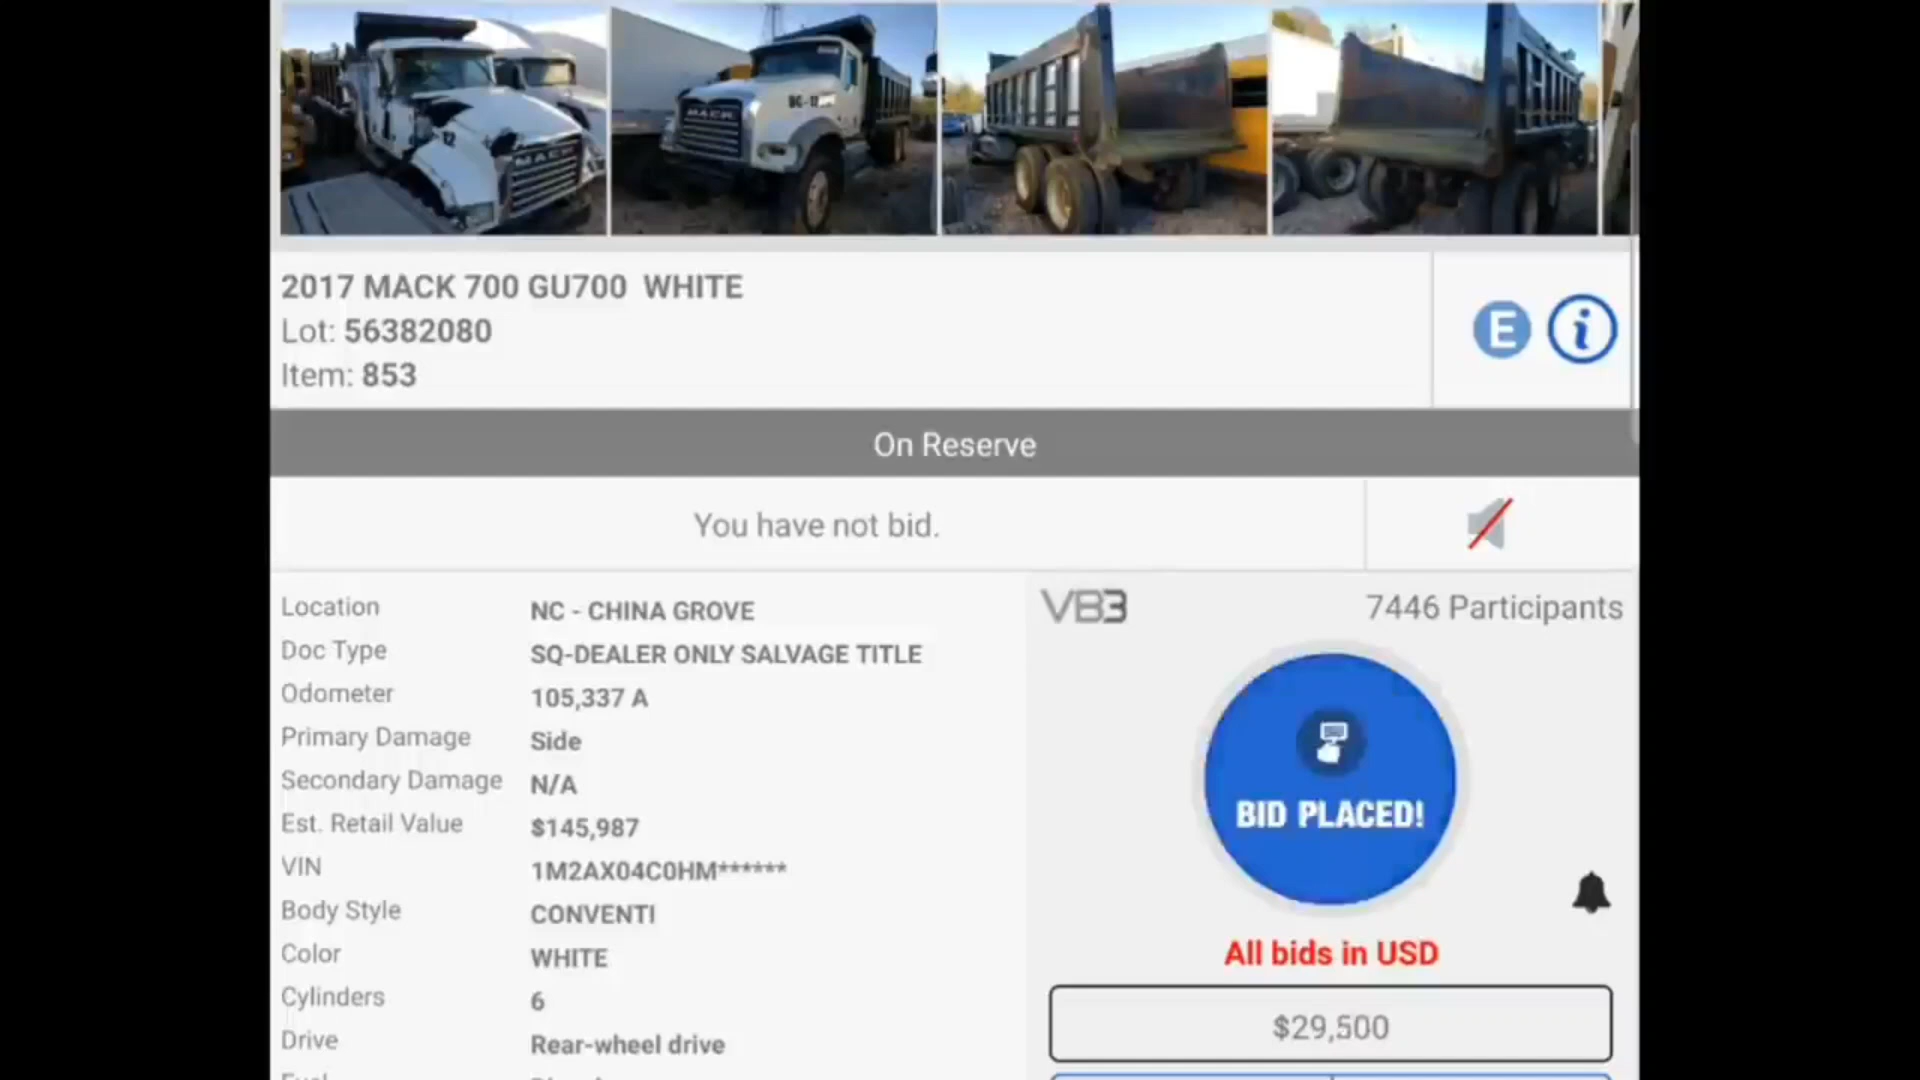 MACK
12
MACK
2017 MACK 700 GU700 WHITE
Lot: 56382080
Item: 853
E
i
On Reserve
You have not bid.
Location NC - CHINA GROVE
Doc Type SQ-DEALER ONLY SALVAGE TITLE
Odometer 105,337 A
Primary Damage Side
Secondary Damage N/A
Est. Retail Value $145,987
VIN 1M2AX04C0HM******
Body Style CONVENTI
Color WHITE
Cylinders 6
Drive Rear-wheel drive
VB3
7446 Participants
BID PLACED!
All bids in USD
$29,500